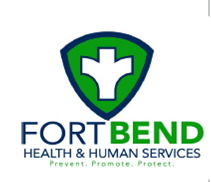 FORT BEND
HEALTH & HUMAN SERVICES
Prevent. Promote. Protect.